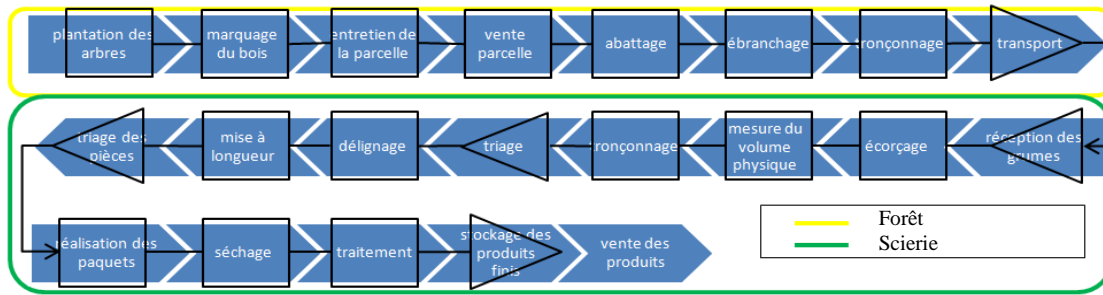 plantation des
arbres
marquage
du bois
entretien de
la parcelle
vente
parcelle
abattage
ébranchage
tronçonnage
transport
réception des
grumes
écorçage
mesure du
volume
physique
tronçonnage
triage
délignage
mise à
longueur
triage des
pièces
réalisation des
paquets
séchage
traitement
stockage des
produits
finis
vente des
produits
Forêt
Scierie